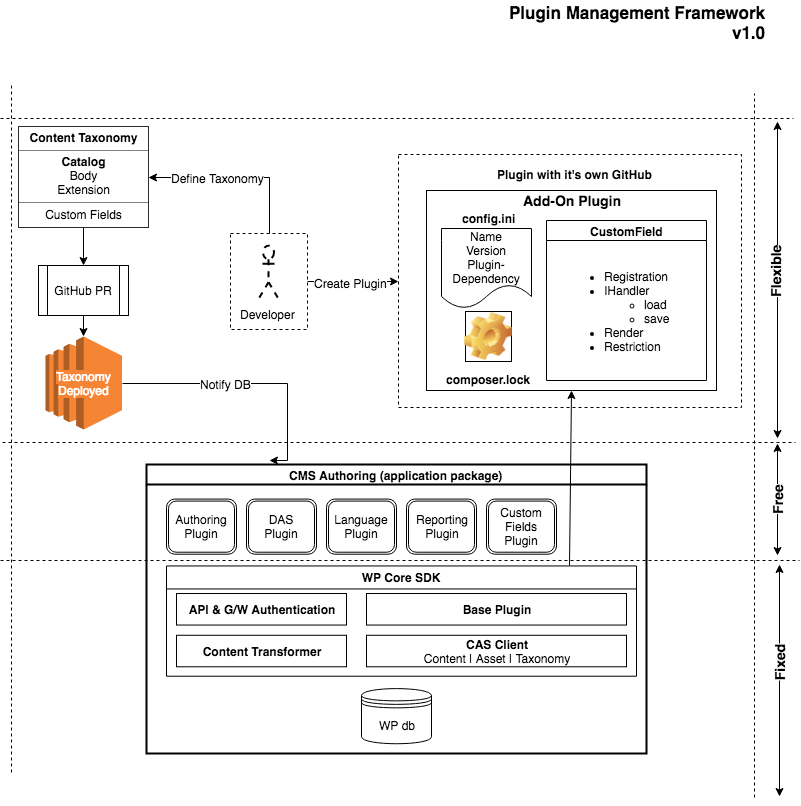 Plugin Management Framework
v1.0
Content Taxonomy
Catalog
Body
Extension
Custom Fields
Define Taxonomy
GitHub PR
Developer
Create Plugin
Taxonomy
Deployed
Notify DB
Plugin with it's own GitHub
Add-On Plugin
config.ini
Name
Version
Plugin-
Dependency
composer.lock
CustomField
• Registration
• IHandler
○ load
○ save
• Render
• Restriction
Flexible
CMS Authoring (application package)
Authoring
Plugin
DAS
Plugin
Language
Plugin
Reporting
Plugin
Custom
Fields
Plugin
Free
WP Core SDK
API & G/W Authentication
Base Plugin
Content Transformer
CAS Client
Content | Asset | Taxonomy
WP db
Fixed